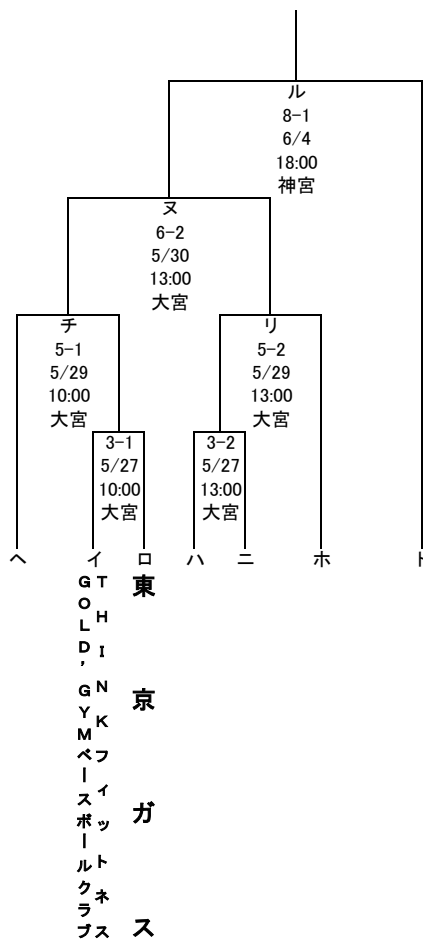 ル
8-1
6/4
18:00
神宮
ヌ
6-2
5/30
13:00
大宮
チ
5-1
5/29
10:00
大宮
リ
5-2
5/29
13:00
大宮
3-1
5/27
10:00
大宮
3-2
5/27
13:00
大宮
ヘ イ ロ ハ ニ ホ ト
THINKフィットネス
GOLD'GYMベースボールクラブ
東京ガス